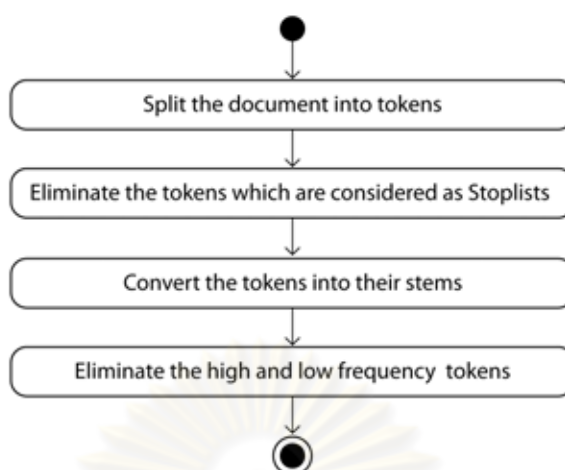 Split the document into tokens
Eliminate the tokens which are considered as Stoplists
Convert the tokens into their stems
Eliminate the high and low frequency tokens